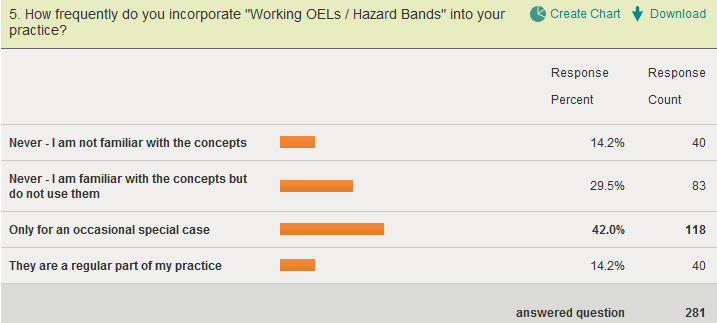 5. How frequently do you incorporate "Working OELs / Hazard Bands" into your practice?
Create Chart Download
Response Percent Response Count
Never - I am not familiar with the concepts 14.2% 40
Never - I am familiar with the concepts but do not use them 29.5% 83
Only for an occasional special case 42.0% 118
They are a regular part of my practice 14.2% 40
answered question 281